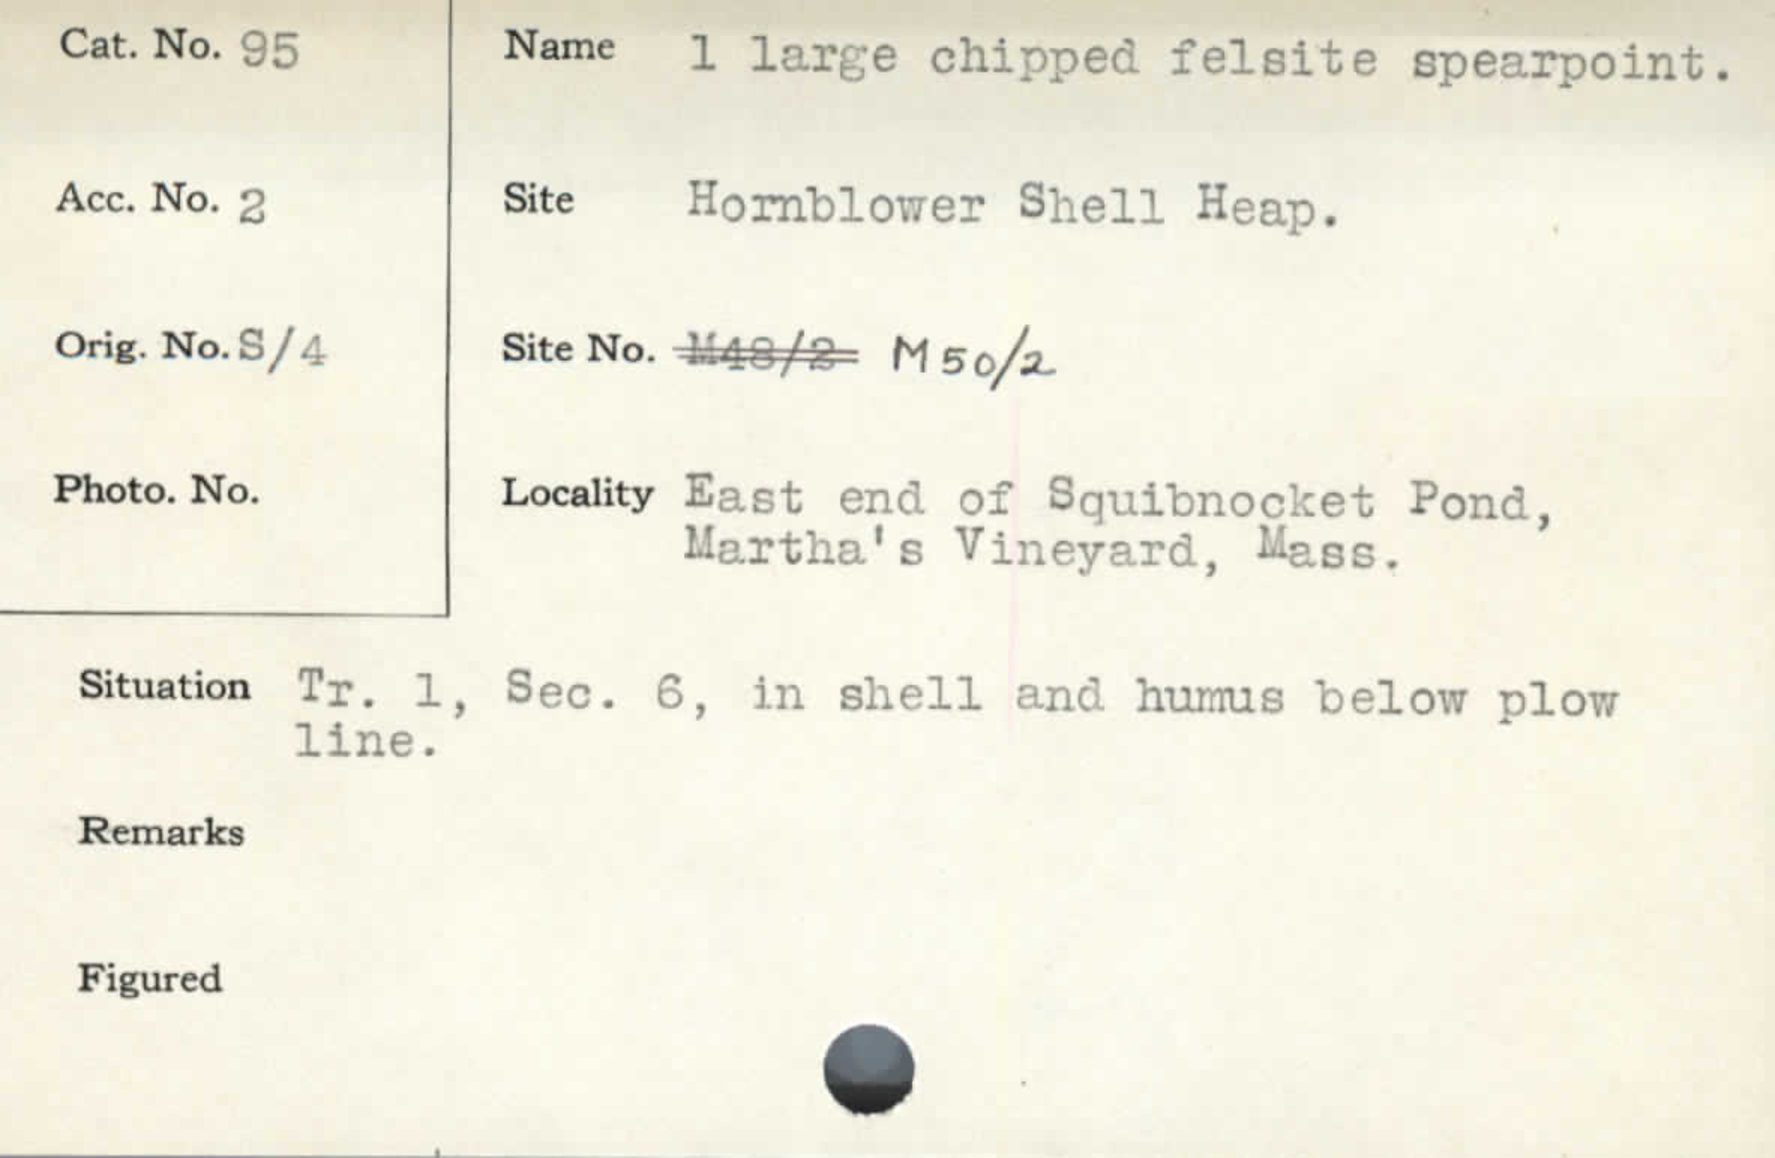 Cat. No. 95
Name 1 large chipped felsite spearpoint.
Acc. No. 2
Site Hornblower Shell Heap.
Orig. No. S/4
Site No. M48/2 M50/2
Photo. No.
Locality East end of Squibnocket Pond,
Martha's Vineyard, Mass.
Situation Tr. 1, Sec. 6, in shell and humus below plow
line.
Remarks
Figured